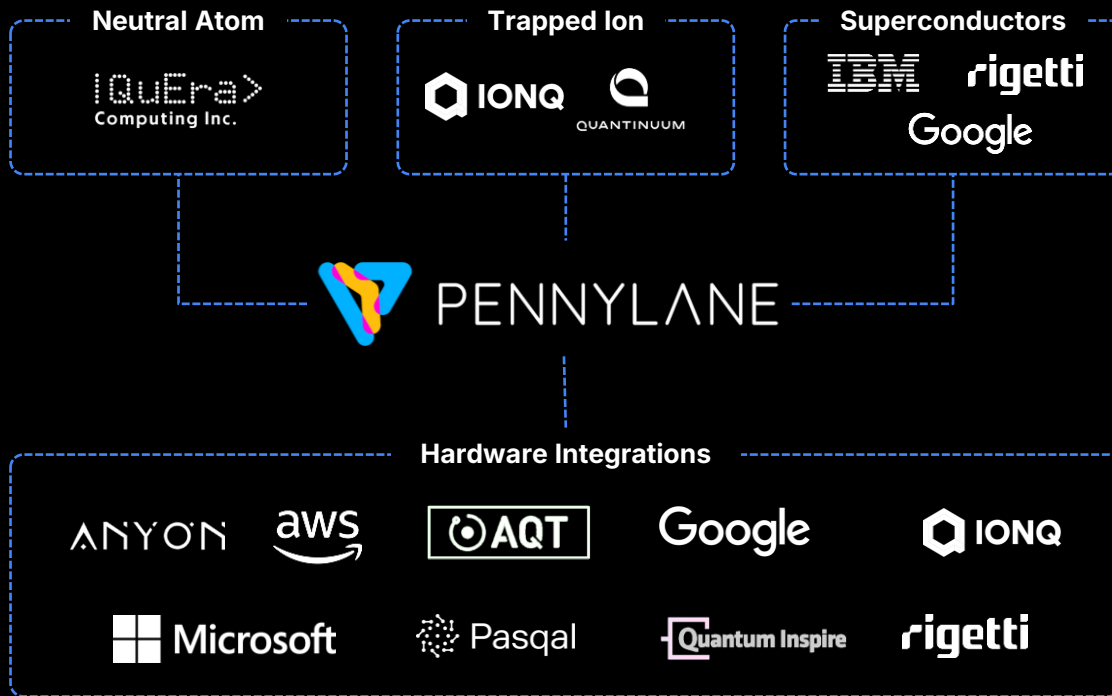 Neutral Atom
Trapped Ion
Superconductors
|QuEra>
Computing Inc.
IONQ
QUANTINUUM
IBM
rigetti
Google
PENNYLANE
Hardware Integrations
ANYON
aws
AQT
Google
IONQ
Microsoft
Pasqal
Quantum Inspire
rigetti